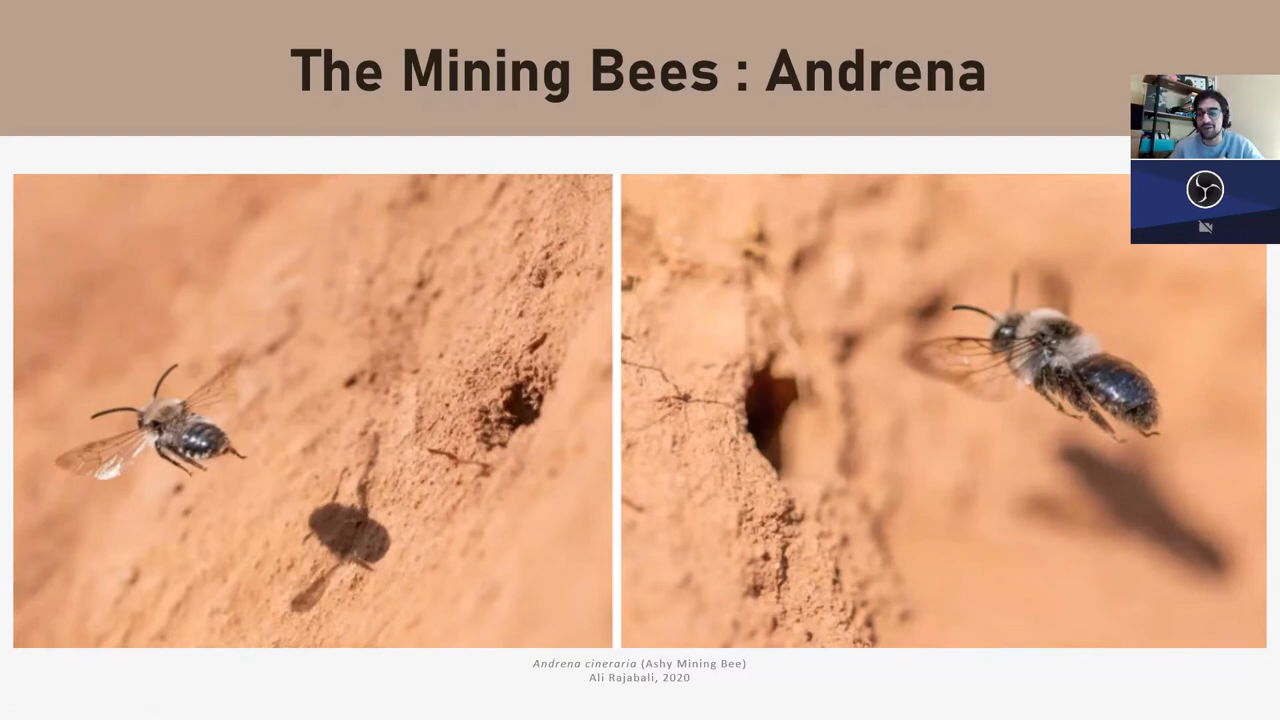 The Mining Bees : Andrena
Andrena cineraria (Ashy Mining Bee)
Ali Rajabali, 2020